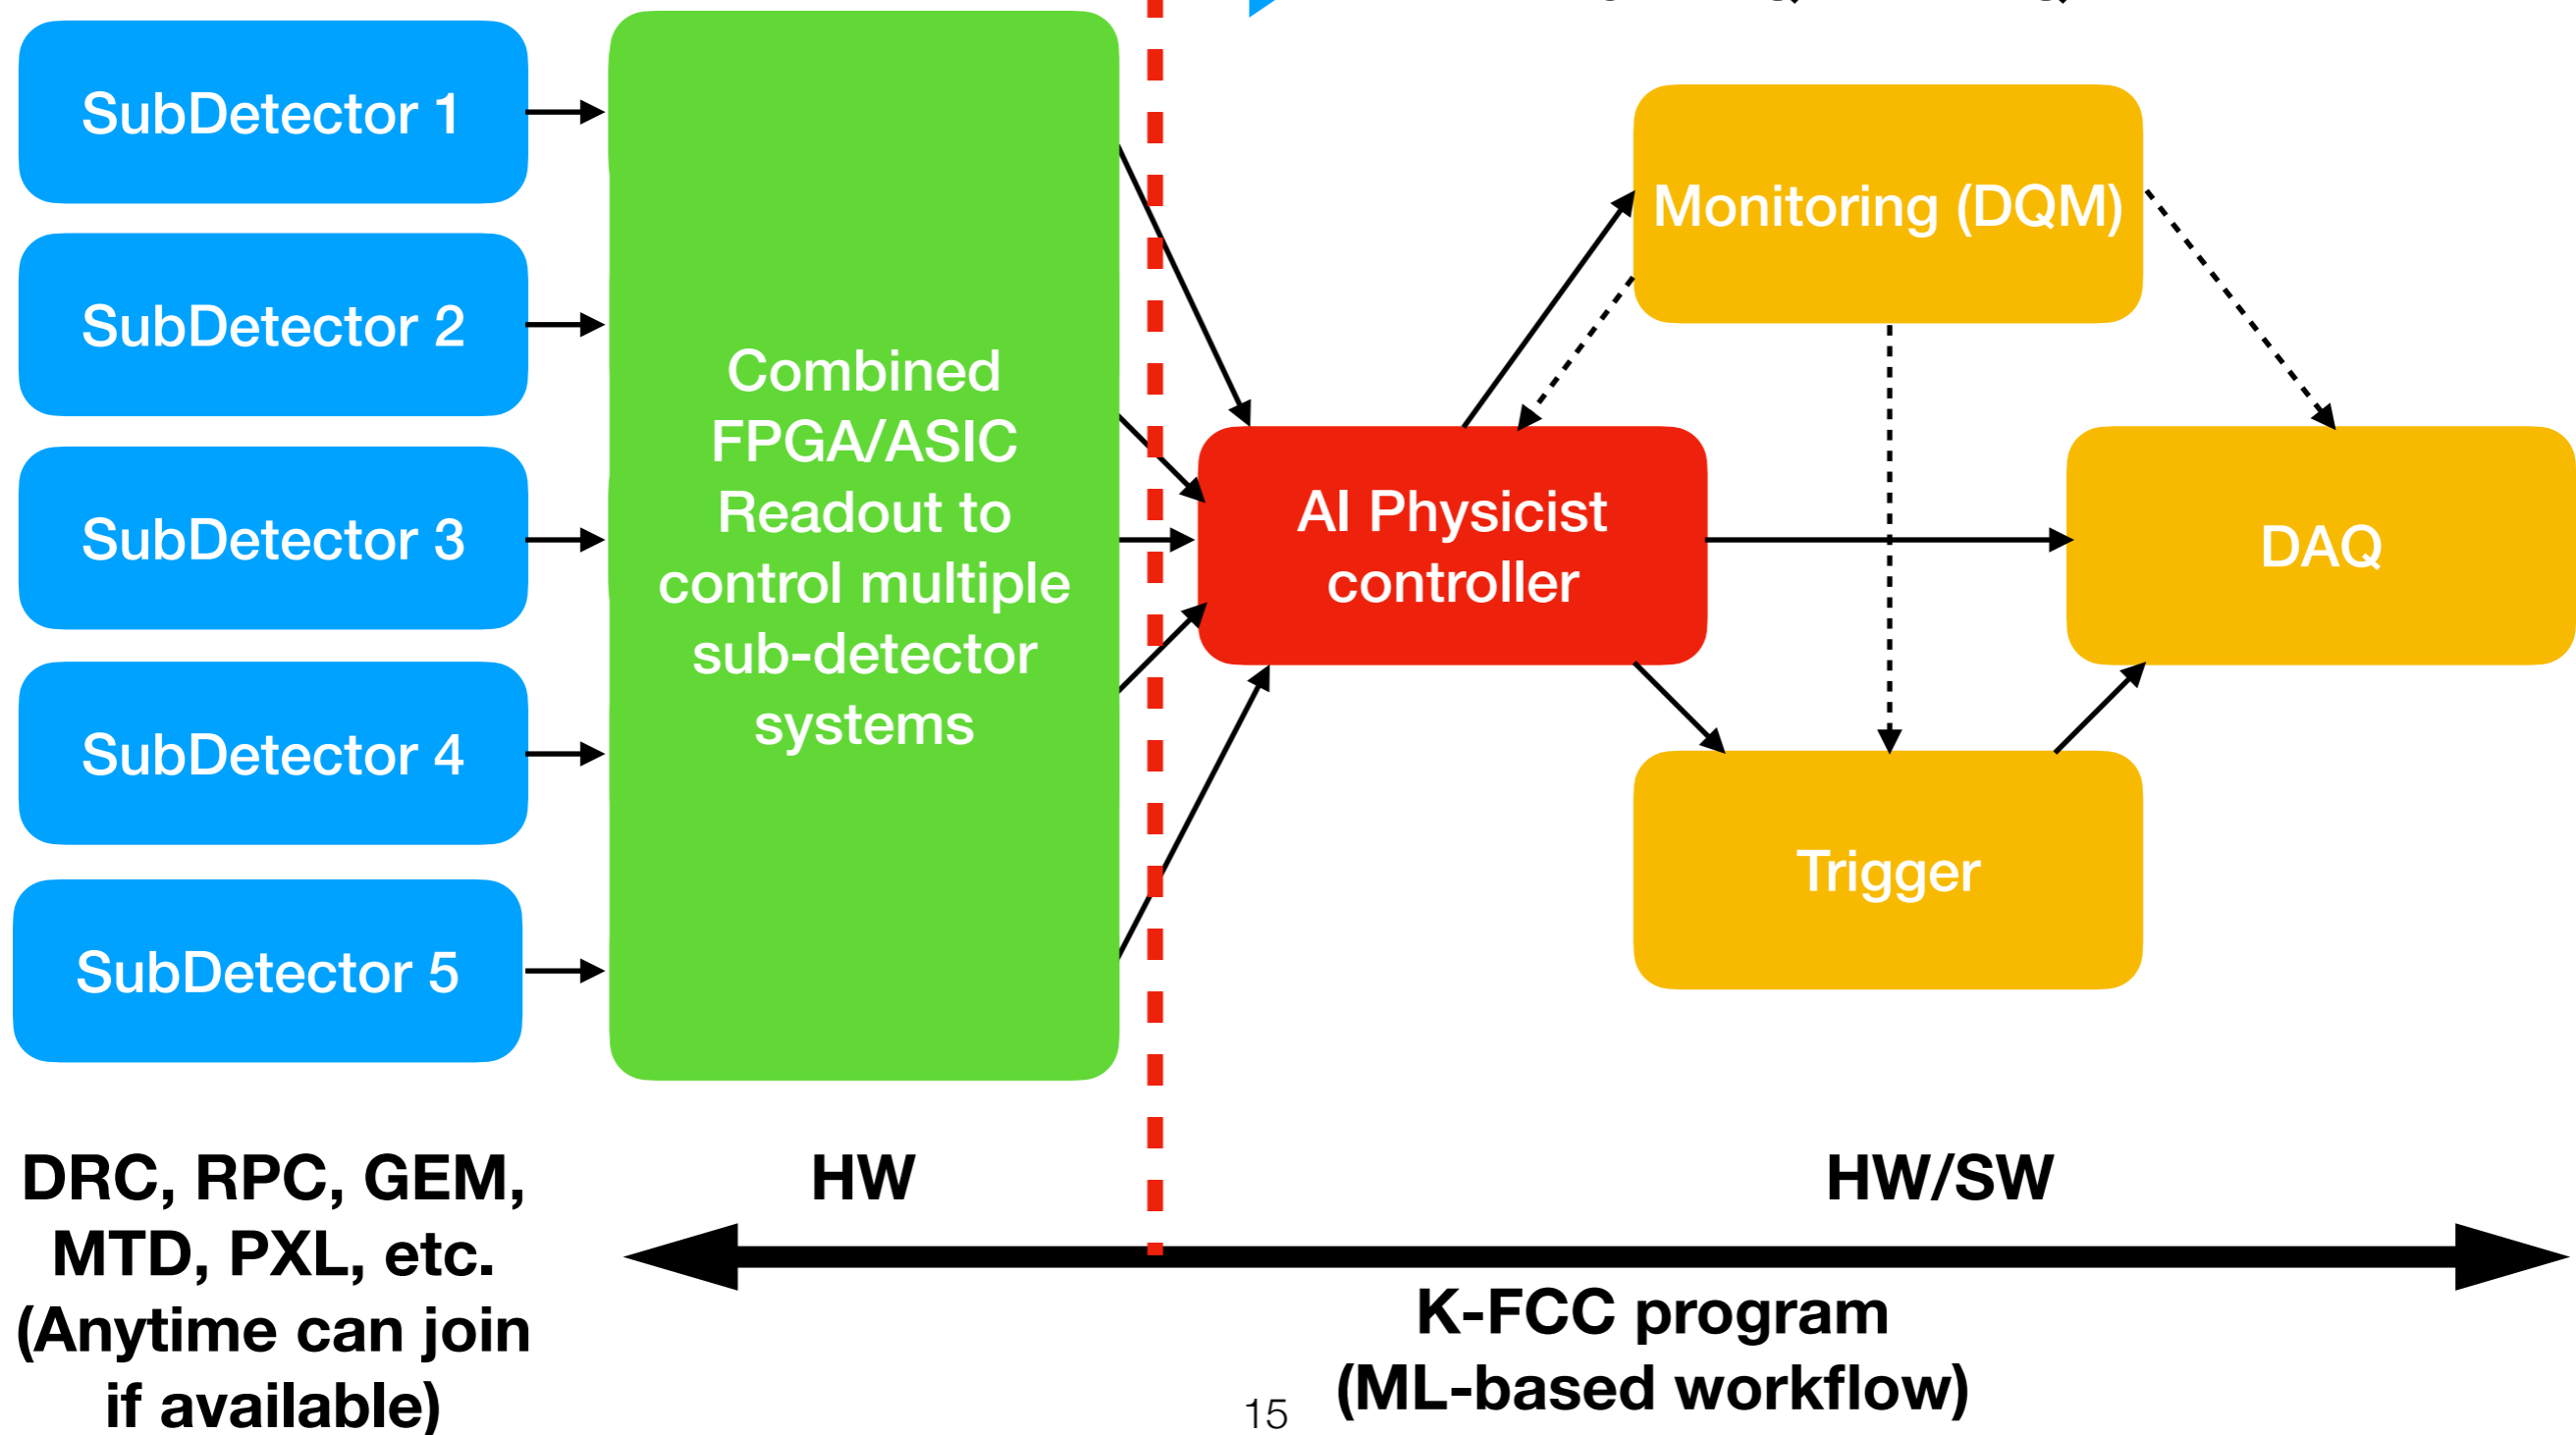 SubDetector 1
SubDetector 2
SubDetector 3
SubDetector 4
SubDetector 5
Combined
FPGA/ASIC
Readout to
control multiple
sub-detector
systems
Monitoring (DQM)
AI Physicist
controller
DAQ
Trigger
DRC, RPC, GEM,
MTD, PXL, etc.
(Anytime can join
if available)
HW
HW/SW
K-FCC program
(ML-based workflow)
15